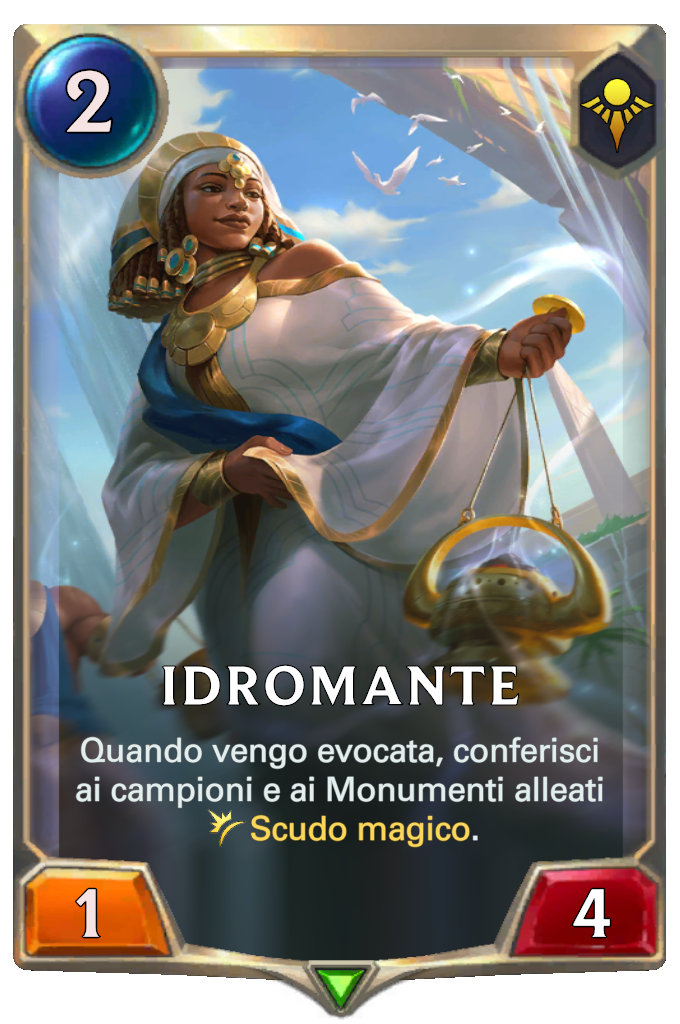 2
IDROMANTE
Quando vengo evocata, conferisci
ai campioni e ai Monumenti alleati
Scudo magico.
1
4